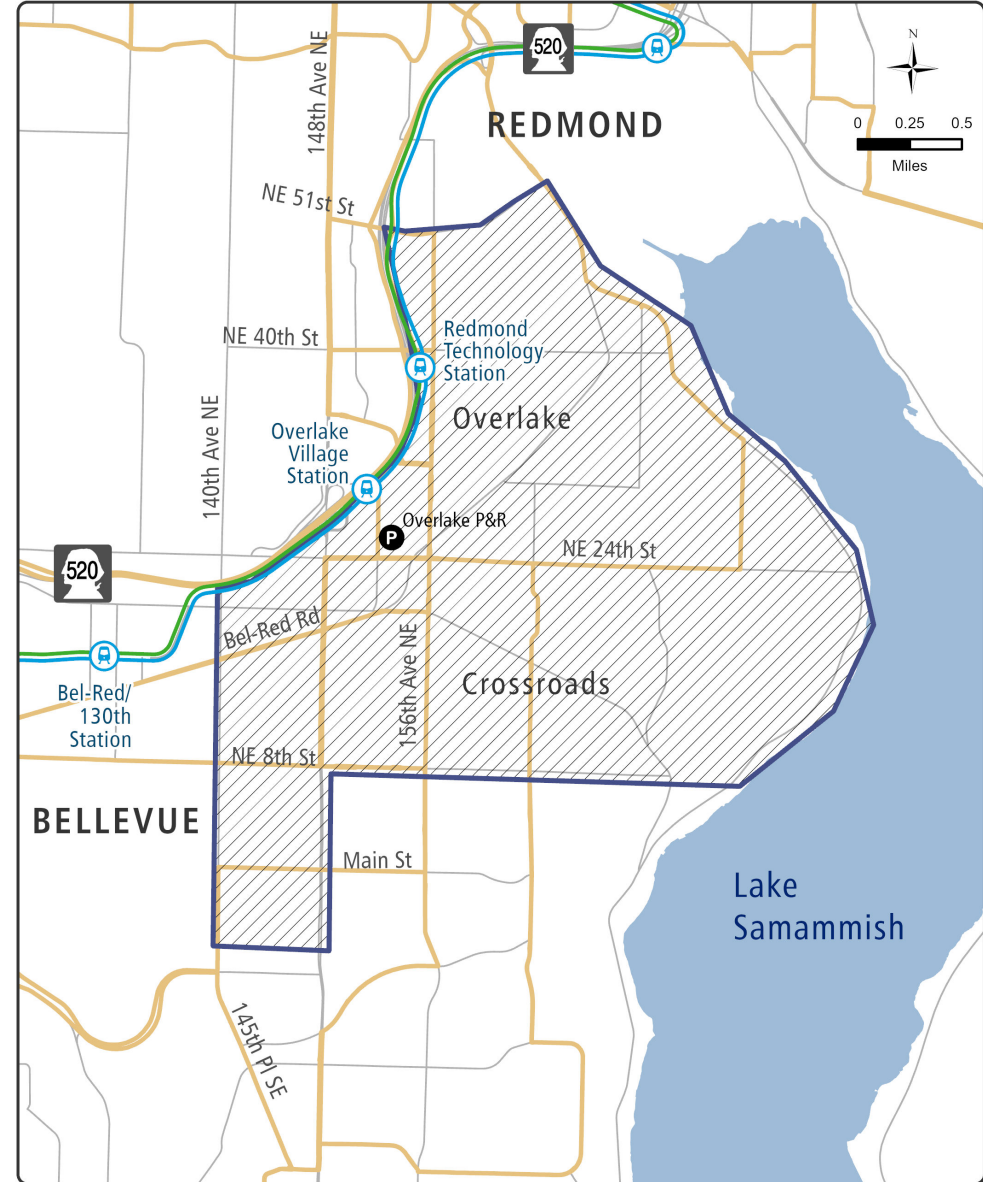 520
N
148th Ave NE
REDMOND
0 0.25 0.5
Miles
NE 51st St
NE 40th St
Redmond
Technology
Station
140th Ave NE
Overlake
Overlake
Village
Station
Overlake P&R
P
NE 24th St
520
Bel-Red Rd
156th Ave NE
Crossroads
Bel-Red/
130th
Station
NE 8th St
BELLEVUE
Main St
Lake
Samammish
145th Pl SE